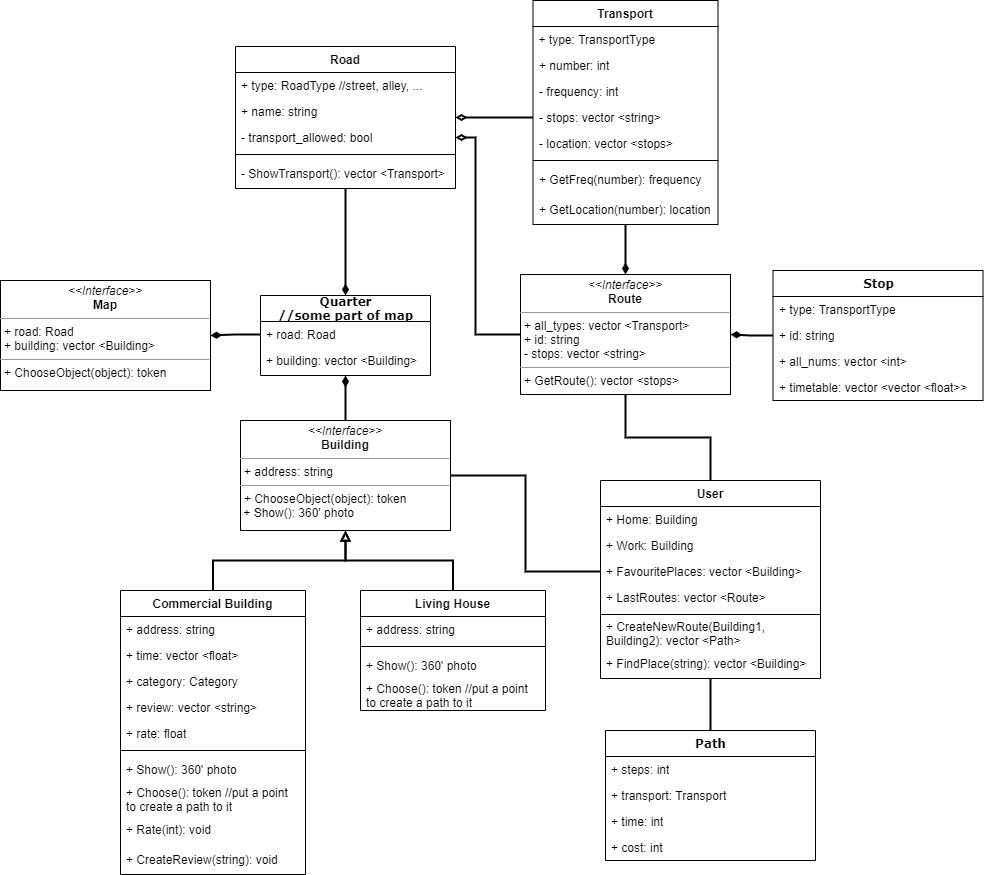 Transport
+ type: TransportType
+ number: int
- frequency: int
- stops: vector <string>
- location: vector <stops>
+ GetFreq(number): frequency
+ GetLocation(number): location
Road
+ type: RoadType //street, alley, ...
+ name: string
- transport_allowed: bool
- ShowTransport(): vector <Transport>
<<Interface>>
Map
+ road: Road
+ building: vector <Building>
+ ChooseObject(object): token
Quarter
//some part of map
+ road: Road
+ building: vector <Building>
<<Interface>>
Route
+ all_types: vector <Transport>
+ id: string
- stops: vector <string>
+ GetRoute(): vector <stops>
Stop
+ type: TransportType
+ id: string
+ all_nums: vector <int>
+ timetable: vector <vector <float>>
<<Interface>>
Building
+ address: string
+ ChooseObject(object): token
+ Show(): 360' photo
User
+ Home: Building
+ Work: Building
+ FavouritePlaces: vector <Building>
+ LastRoutes: vector <Route>
+ CreateNewRoute(Building1,
Building2): vector <Path>
+ FindPlace(string): vector <Building>
Commercial Building
+ address: string
+ time: vector <float>
+ category: Category
+ review: vector <string>
+ rate: float
+ Show(): 360' photo
+ Choose(): token //put a point
to create a path to it
+ Rate(int): void
+ CreateReview(string): void
Living House
+ address: string
+ Show(): 360' photo
+ Choose(): token //put a point
to create a path to it
Path
+ steps: int
+ transport: Transport
+ time: int
+ cost: int